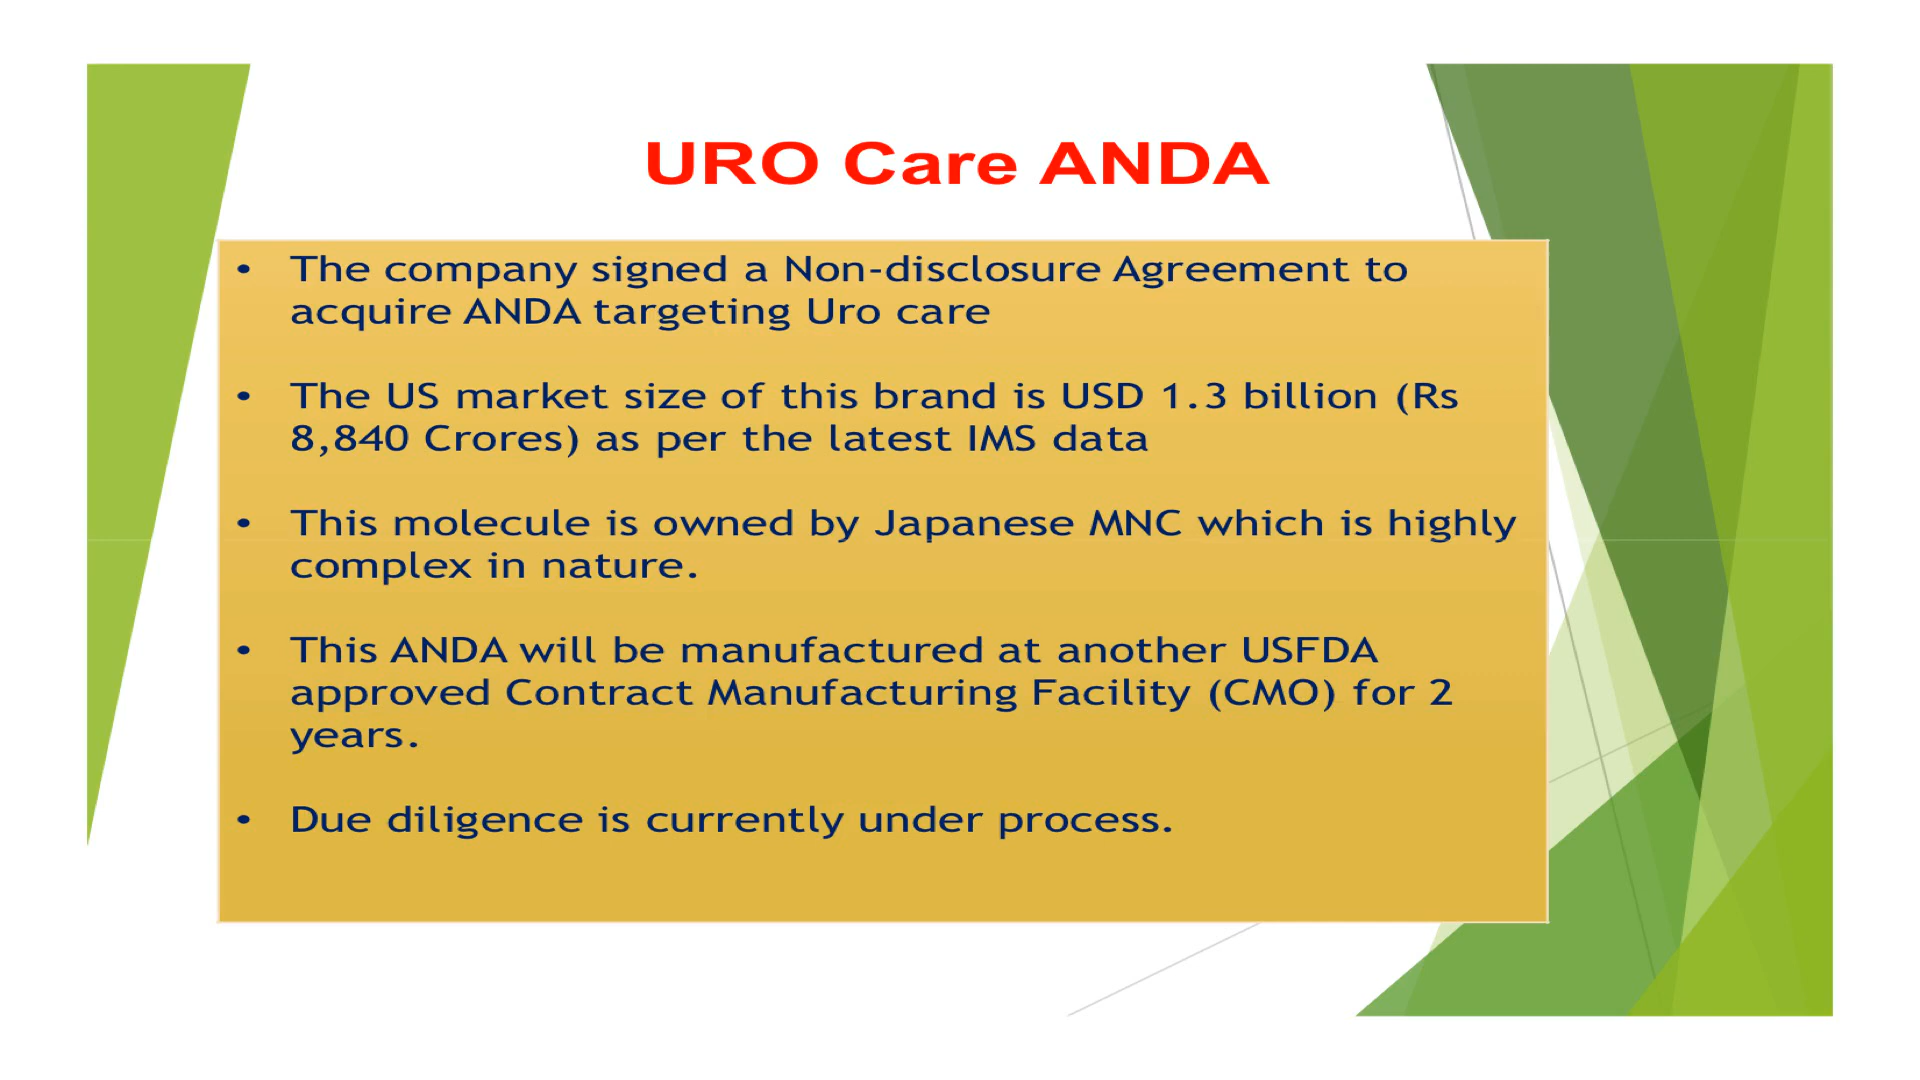 URO Care ANDA
• The company signed a Non-disclosure Agreement to
acquire ANDA targeting Uro care
• The US market size of this brand is USD 1.3 billion (Rs
8,840 Crores) as per the latest IMS data
• This molecule is owned by Japanese MNC which is highly
complex in nature.
• This ANDA will be manufactured at another USFDA
approved Contract Manufacturing Facility (CMO) for 2
years.
• Due diligence is currently under process.